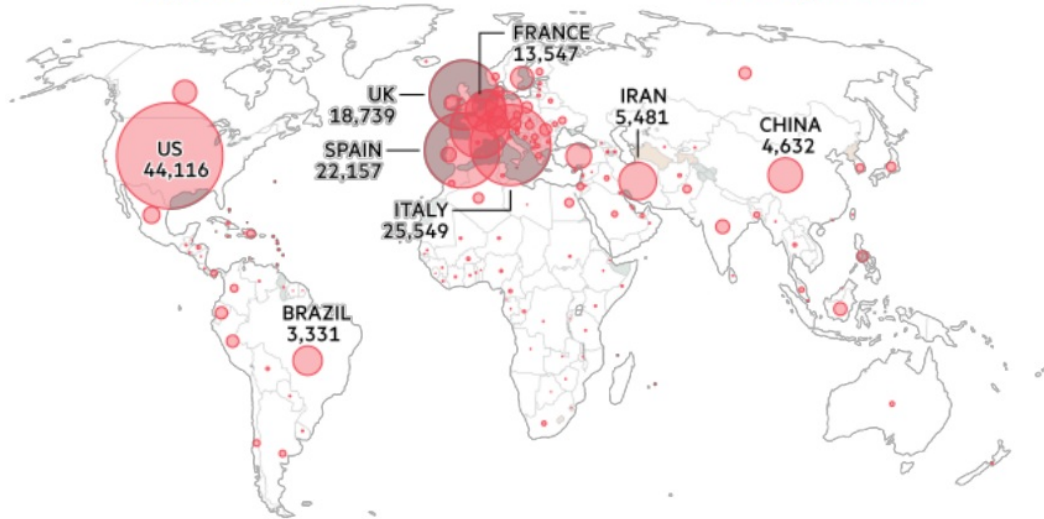 FRANCE
13,547
UK
18,739
IRAN
5,481
CHINA
4,632
US
44,116
SPAIN
22,157
ITALY
25,549
BRAZIL
3,331